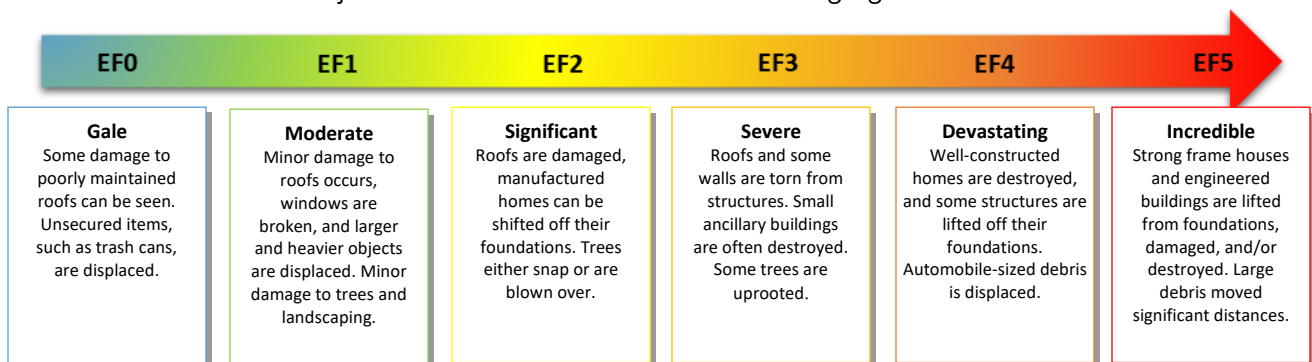 EF0
EF1
EF2
EF3
EF4
EF5
Gale
Some damage to
poorly maintained
roofs can be seen.
Unsecured items,
such as trash cans,
are displaced.
Moderate
Minor damage to
roofs occurs,
windows are
broken, and larger
and heavier objects
are displaced. Minor
damage to trees and
landscaping.
Significant
Roofs are damaged,
manufactured
homes can be
shifted off their
foundations. Trees
either snap or are
blown over.
Severe
Roofs and some
walls are torn from
structures. Small
ancillary buildings
are often destroyed.
Some trees are
uprooted.
Devastating
Well-constructed
homes are destroyed,
and some structures are
lifted off their
foundations.
Automobile-sized debris
is displaced.
Incredible
Strong frame houses
and engineered
buildings are lifted
from foundations,
damaged, and/or
destroyed. Large
debris moved
significant distances.